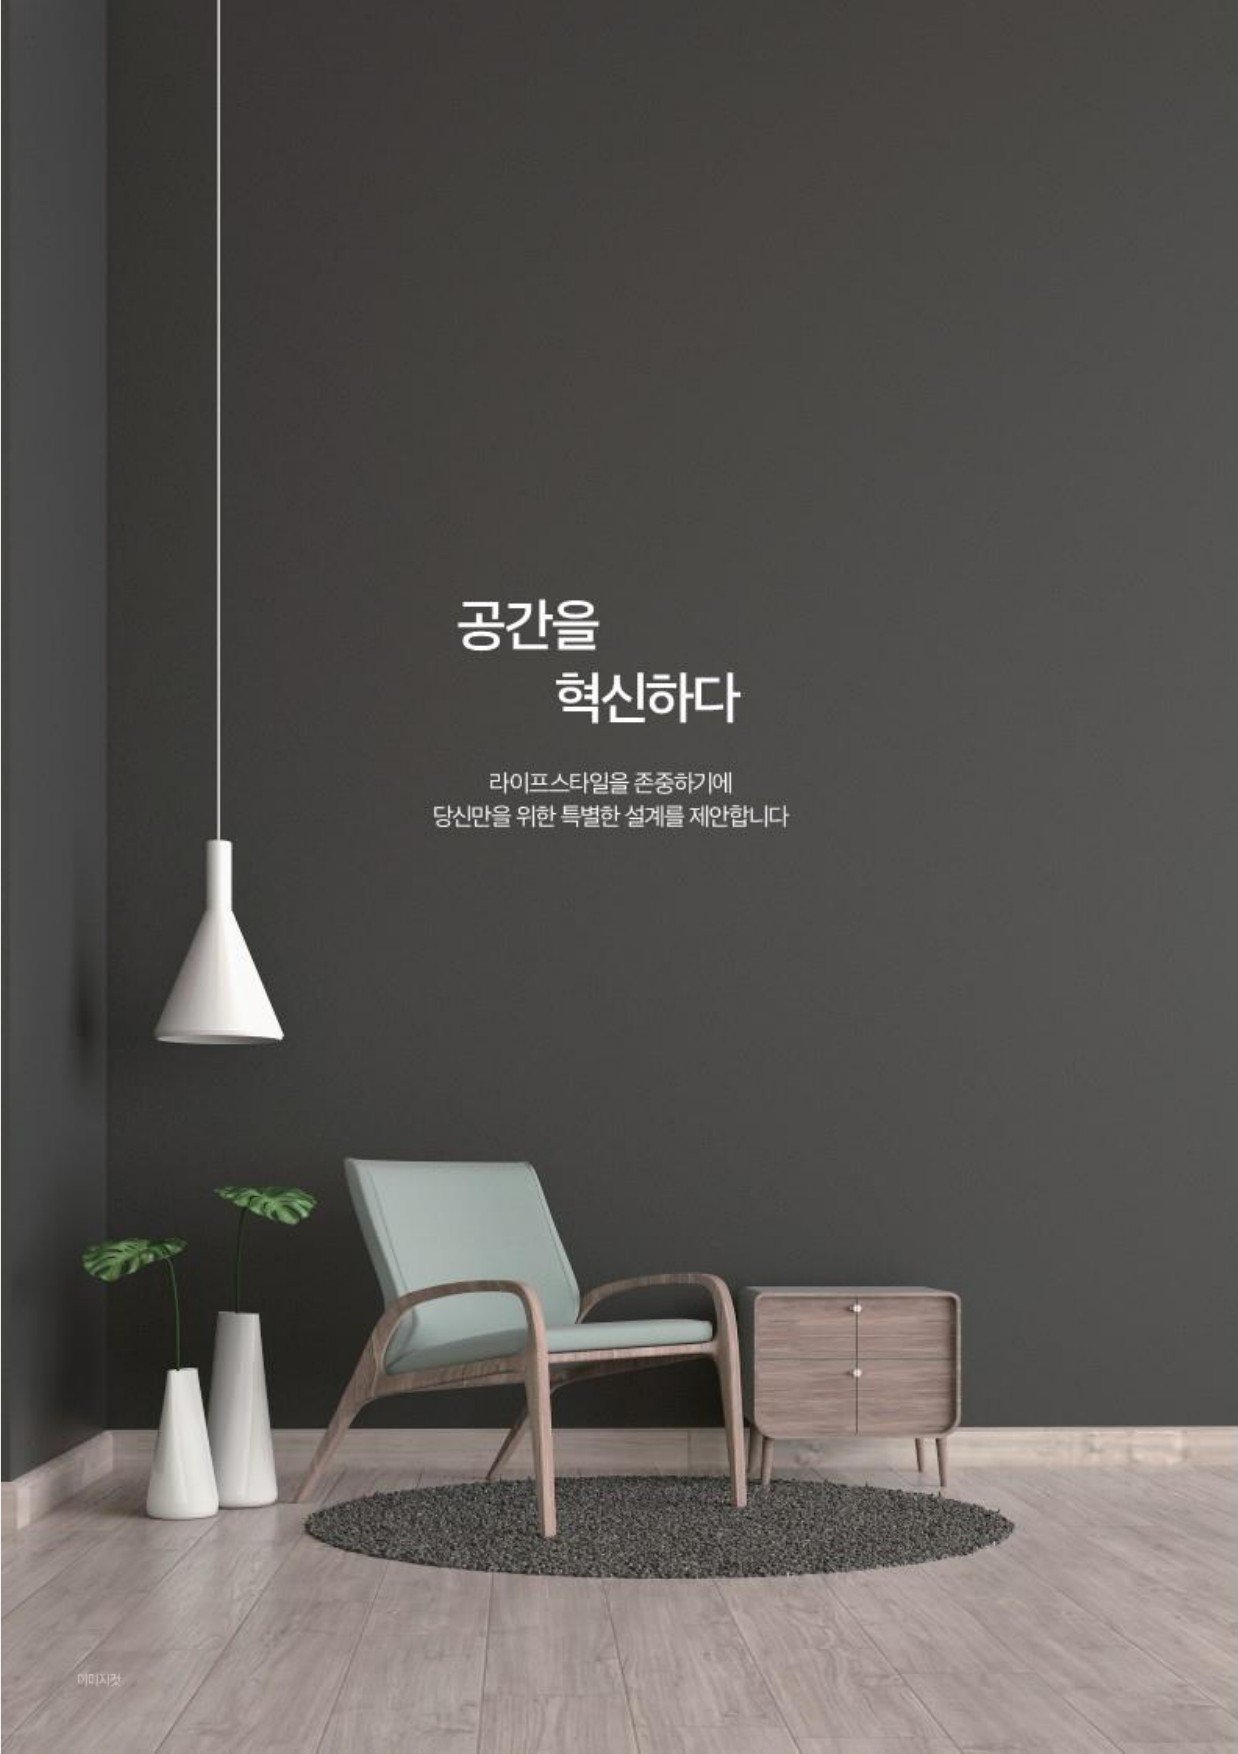 공간을
혁신하다
라이프스타일을 존중하기에
당신만을 위한 특별한 설계를 제안합니다
이미지컷